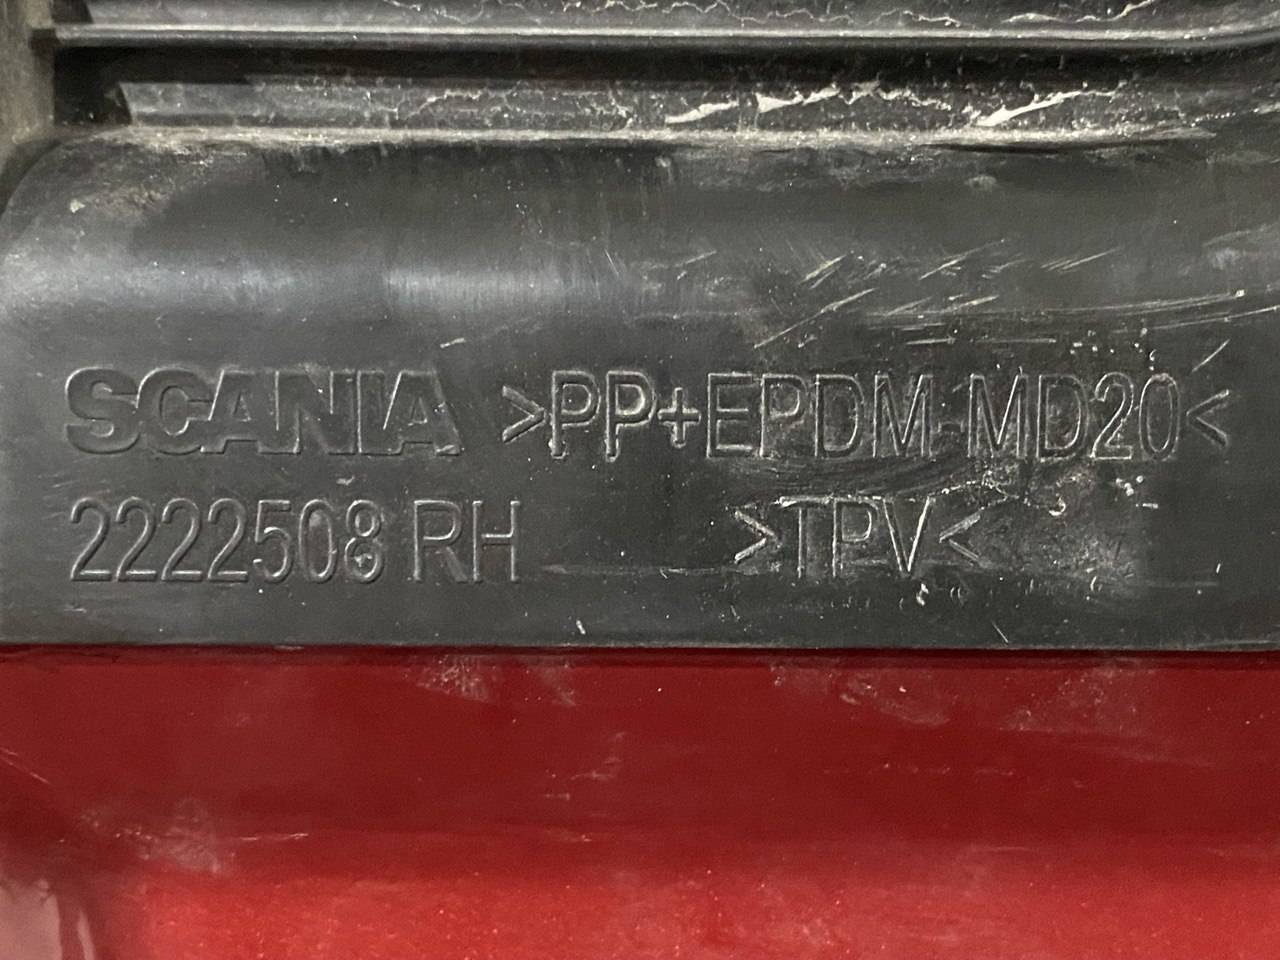 SCANIA >PP+EPDM-MD20<
2222508 RH >TPV<